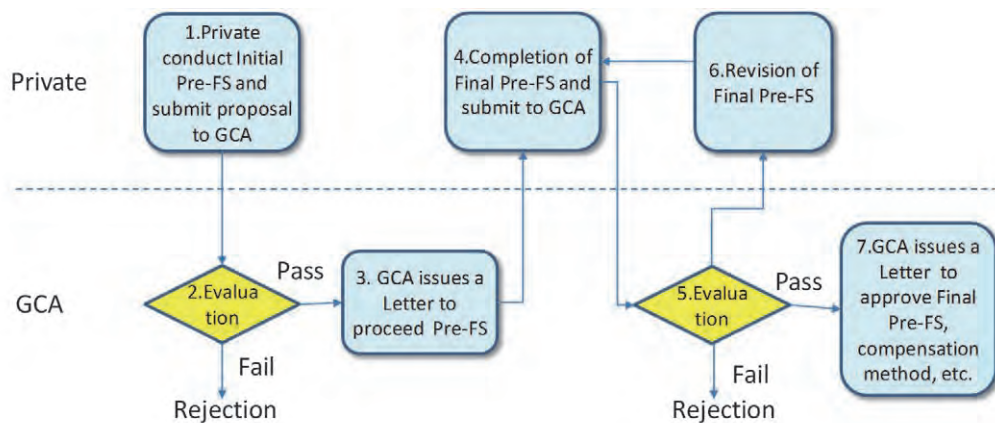 Private
1.Private
conduct Initial
Pre-FS and
submit proposal
to GCA
4.Completion of
Final Pre-FS and
submit to GCA
6.Revision of
Final Pre-FS
GCA
2.Evalua
tion
Pass
3. GCA issues a
Letter to
proceed Pre-FS
Fail
Rejection
5.Evalua
tion
Pass
7.GCA issues a
Letter to
approve Final
Pre-FS,
compensation
method, etc.
Fail
Rejection